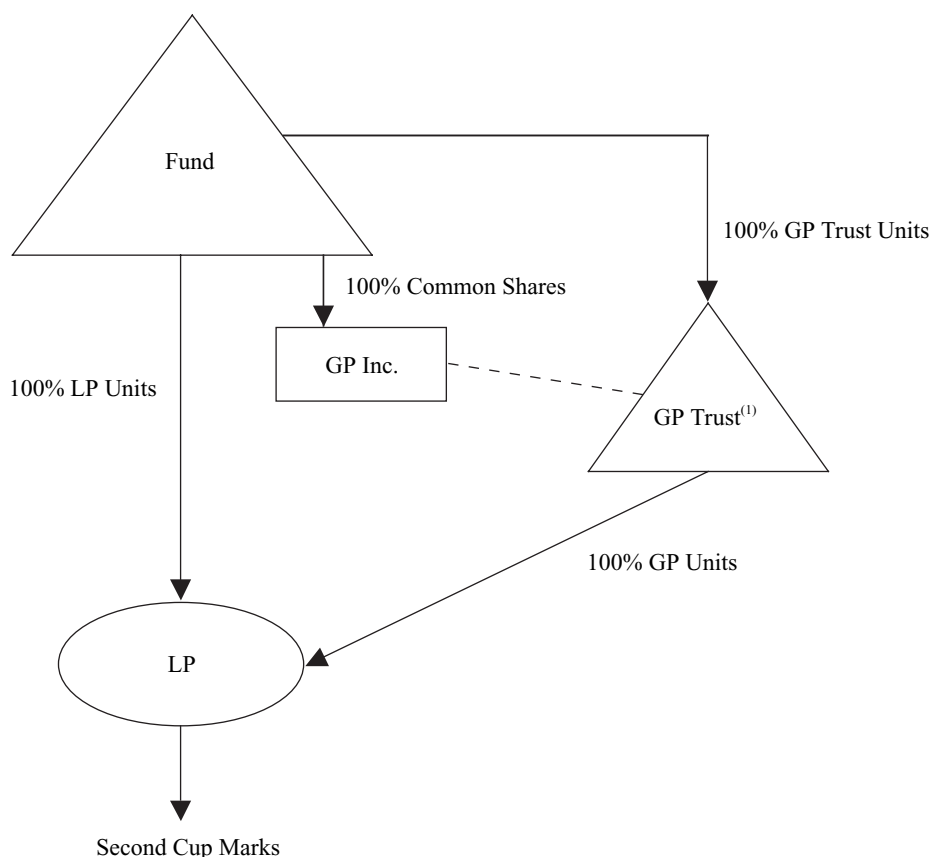 Fund
100% GP Trust Units
100% Common Shares
GP Inc.
100% LP Units
GP Trust(1)
100% GP Units
LP
Second Cup Marks